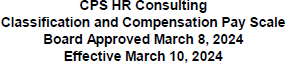 CPS HR Consulting
Classification and Compensation Pay Scale
Board Approved March 8, 2024
Effective March 10, 2024